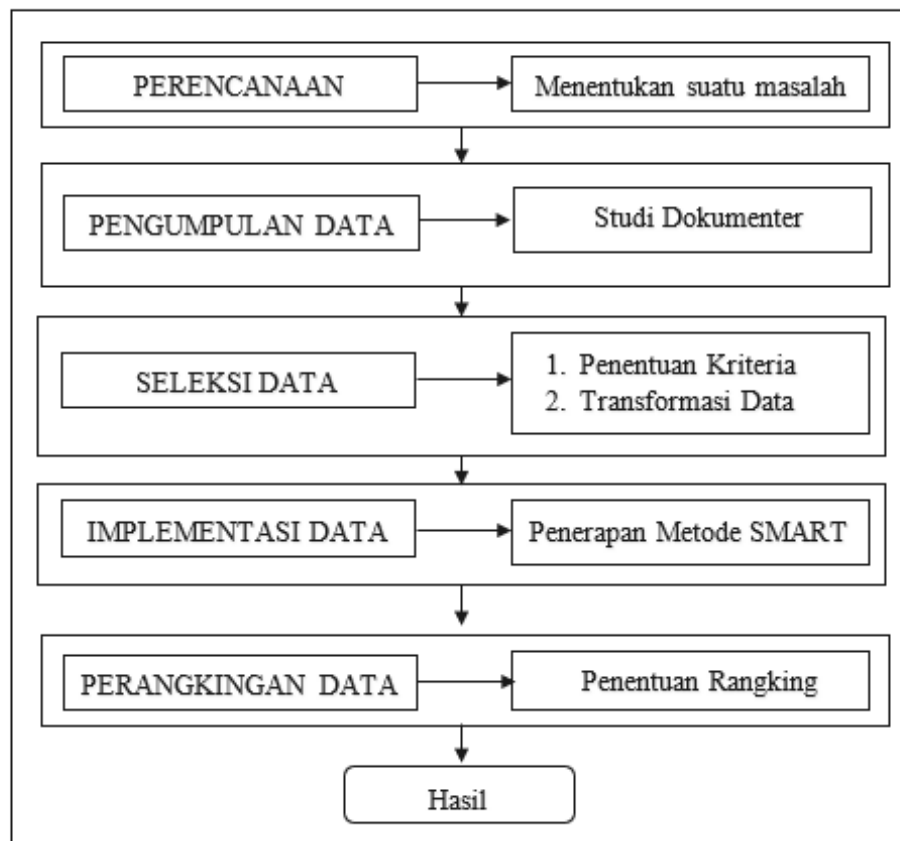 PERENCANAAN
Menentukan suatu masalah
PENGUMPULAN DATA
Studi Dokumenter
SELEKSI DATA
1. Penentuan Kriteria
2. Transformasi Data
IMPLEMENTASI DATA
Penerapan Metode SMART
PERANGKINGAN DATA
Penentuan Rangking
Hasil